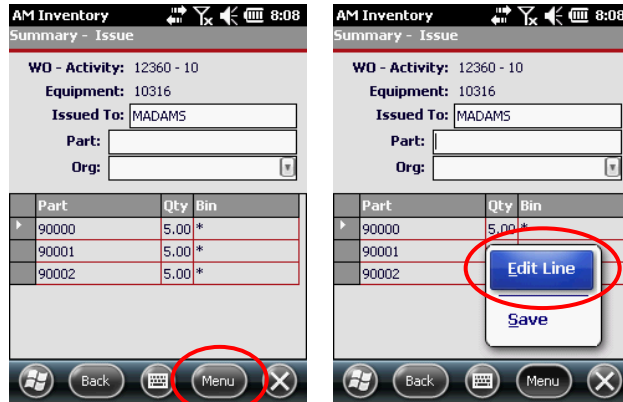 AM Inventory 8:08
Summary - Issue
WO - Activity: 12360 - 10
Equipment: 10316
Issued To: MADAMS
Part:
Org:
Part Qty Bin
90000 5.00 *
90001 5.00 *
90002 5.00 *
Back Menu
AM Inventory 8:08
Summary - Issue
WO - Activity: 12360 - 10
Equipment: 10316
Issued To: MADAMS
Part:
Org:
Part Qty Bin
90000 5.00 *
90001
90002
Edit Line
Save
Back Menu